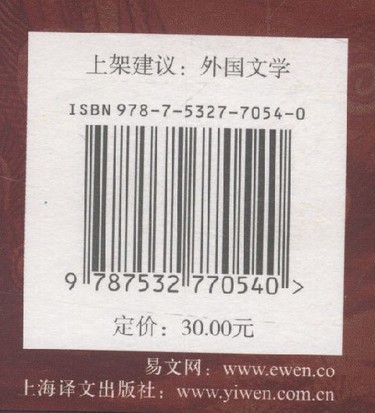 上架建议：外国文学
ISBN 978-7-5327-7054-0
9 787532 770540 >
定价：30.00元
易文网：www.ewen.co
上海译文出版社：www.yiwen.com.cn